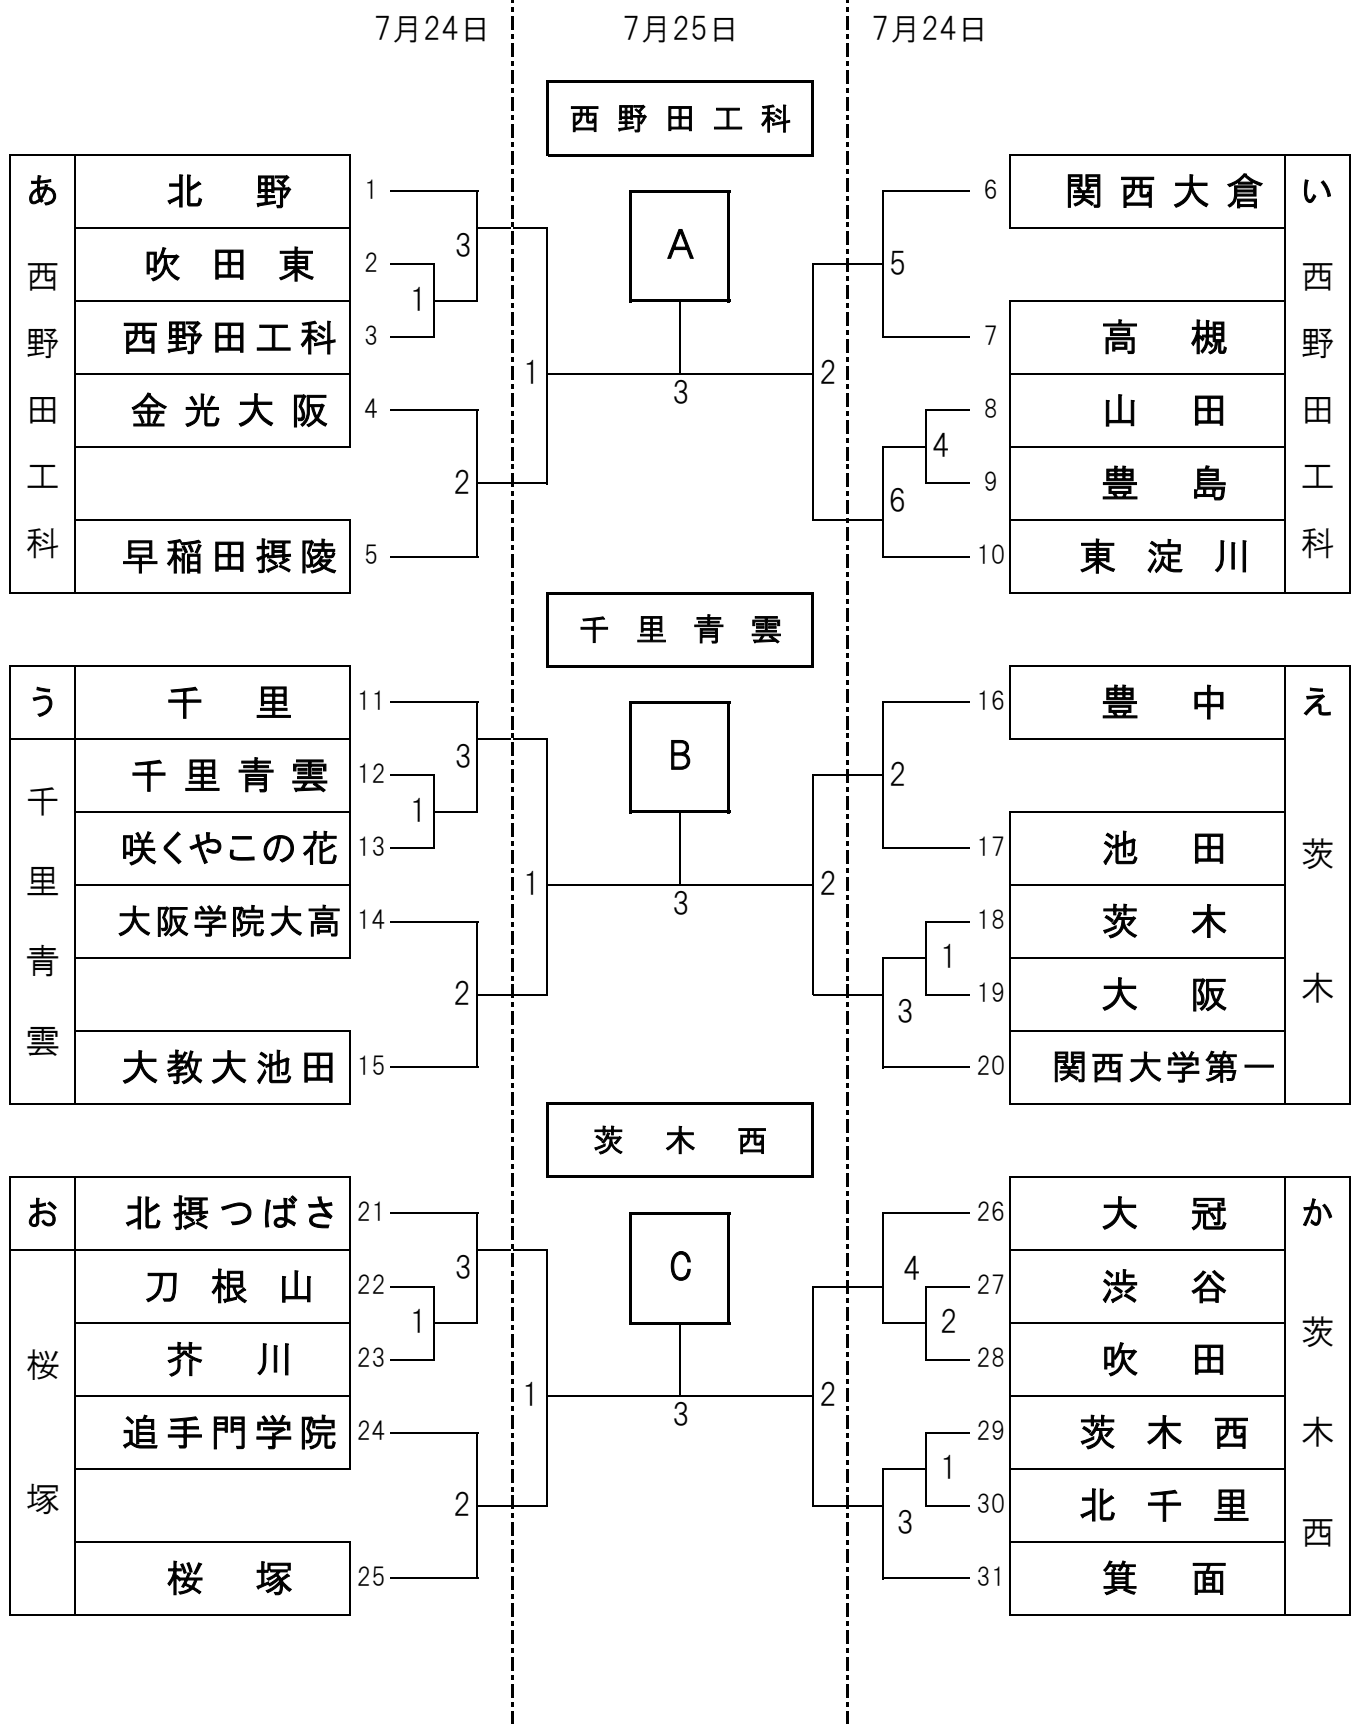 7月24日 7月25日 7月24日
西野田工科
あ 西野田工科
北野 1
吹田東 2
西野田工科 3
金光大阪 4
早稲田摂陵 5
3
1
2
1
A
3
2
5
4
6
6 関西大倉
7 高槻
8 山田
9 豊島
10 東淀川
い 西野田工科
千里青雲
う 千里青雲
千里 11
千里青雲 12
咲くやこの花 13
大阪学院大高 14
大教大池田 15
3
1
2
1
B
3
2
2
1
3
16 豊中
17 池田
18 茨木
19 大阪
20 関西大学第一
え 茨木
茨木西
お 桜塚
北摂つばさ 21
刀根山 22
芥川 23
追手門学院 24
桜塚 25
3
1
2
1
C
3
2
4
2
1
3
26 大冠
27 渋谷
28 吹田
29 茨木西
30 北千里
31 箕面
か 茨木西